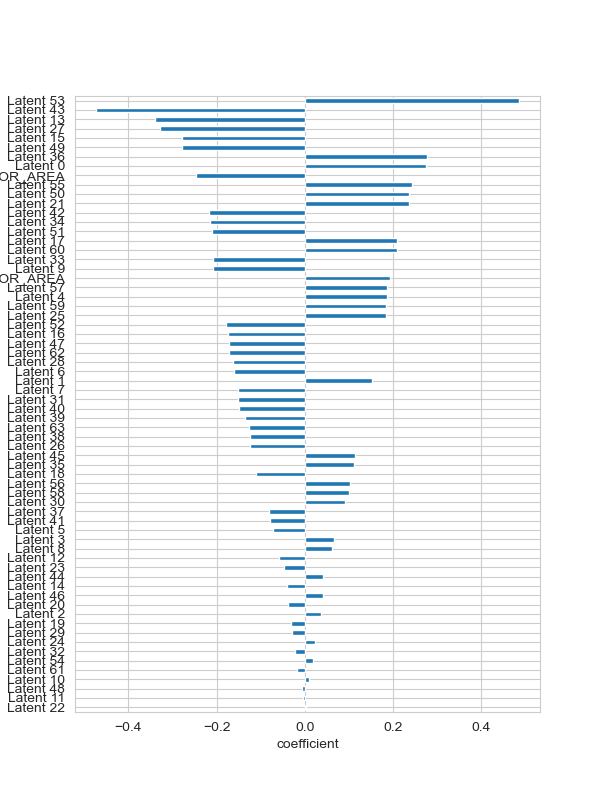 Latent 53
Latent 43
Latent 13
Latent 27
Latent 15
Latent 49
Latent 36
Latent 0
OR_AREA
Latent 55
Latent 50
Latent 21
Latent 42
Latent 34
Latent 51
Latent 17
Latent 60
Latent 33
Latent 9
OR_AREA
Latent 57
Latent 4
Latent 59
Latent 25
Latent 52
Latent 16
Latent 47
Latent 62
Latent 28
Latent 6
Latent 1
Latent 7
Latent 31
Latent 40
Latent 39
Latent 63
Latent 38
Latent 26
Latent 45
Latent 35
Latent 18
Latent 56
Latent 58
Latent 30
Latent 37
Latent 41
Latent 5
Latent 3
Latent 8
Latent 12
Latent 23
Latent 44
Latent 14
Latent 46
Latent 20
Latent 2
Latent 19
Latent 29
Latent 24
Latent 32
Latent 54
Latent 61
Latent 10
Latent 48
Latent 11
Latent 22
−0.4 −0.2 0.0 0.2 0.4
coefficient